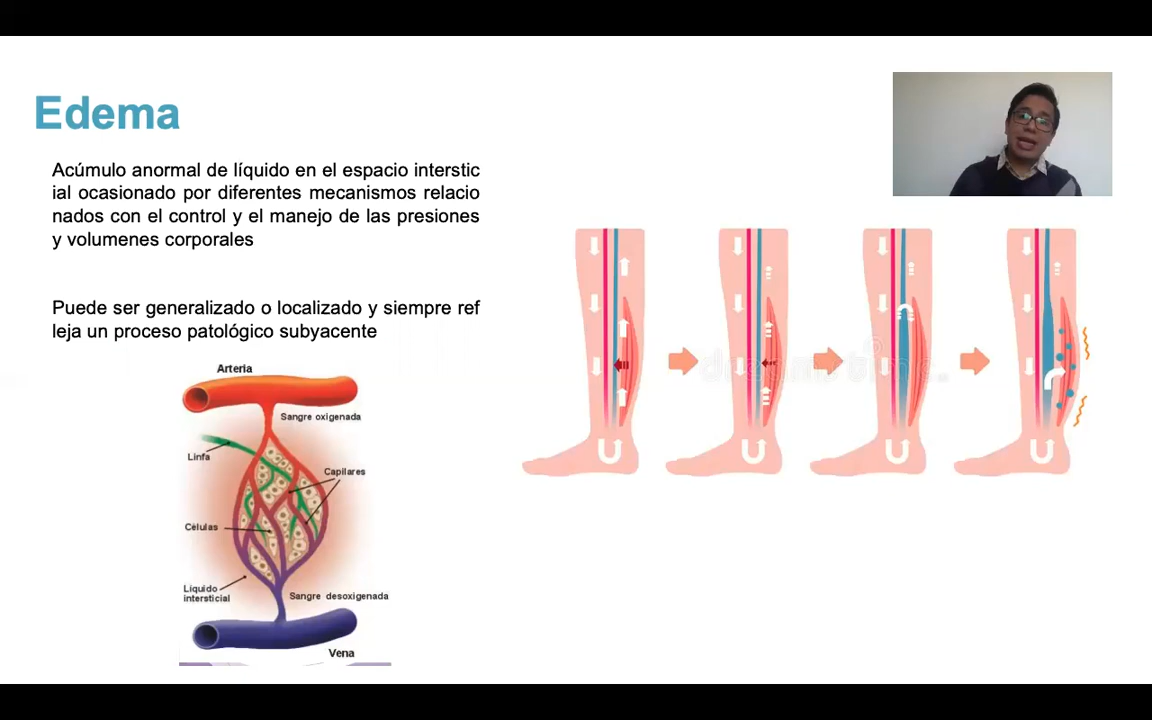 Edema
Acúmulo anormal de líquido en el espacio interstic
ial ocasionado por diferentes mecanismos relacio
nados con el control y el manejo de las presiones
y volumenes corporales
Puede ser generalizado o localizado y siempre ref
leja un proceso patológico subyacente
Arteria
Sangre oxigenada
Linfa
Capilares
Células
Líquido
intersticial
Sangre desoxigenada
Vena
dreamstime.